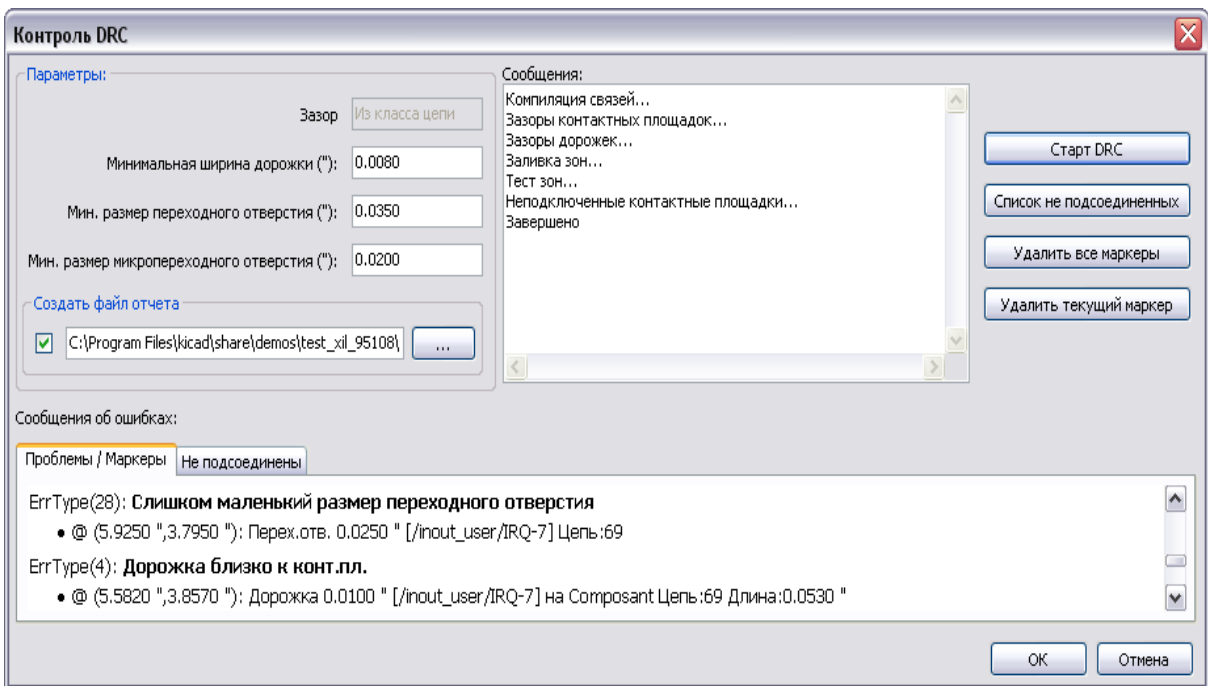 Контроль DRC
Параметры:
Зазор
Из класса цепи
Минимальная ширина дорожки ("):
0.0080
Мин. размер переходного отверстия ("):
0.0350
Мин. размер микропереходного отверстия ("):
0.0200
Создать файл отчета
C:\Program Files\kicad\share\demos\test_xil_95108\
...
Сообщения:
Компиляция связей...
Зазоры контактных площадок...
Зазоры дорожек...
Заливка зон...
Тест зон...
Неподключенные контактные площадки...
Завершено
Старт DRC
Список не подсоединенных
Удалить все маркеры
Удалить текущий маркер
Сообщения об ошибках:
Проблемы / Маркеры
Не подсоединены
ErrType(28): Слишком маленький размер переходного отверстия
• @ (5.9250 ",3.7950 "): Перех.отв. 0.0250 " [/inout_user/IRQ-7] Цепь:69
ErrType(4): Дорожка близко к конт.пл.
• @ (5.5820 ",3.8570 "): Дорожка 0.0100 " [/inout_user/IRQ-7] на Composant Цепь:69 Длина:0.0530 "
ОК
Отмена